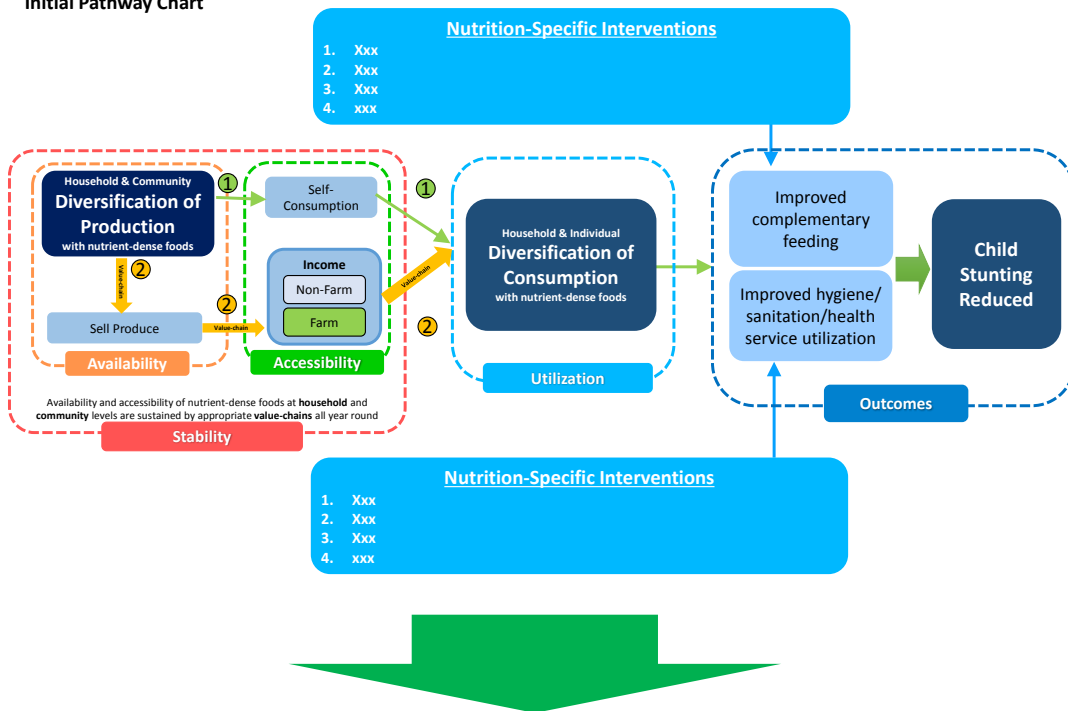 Initial Pathway Chart
Nutrition-Specific Interventions
1. Xxx
2. Xxx
3. Xxx
4. xxx
Household & Community
Diversification of
Production
with nutrient-dense foods
1
Self-
Consumption
1
2
Value-chain
Sell Produce
2
Value-chain
Income
Non-Farm
Farm
Value-chain
2
Availability
Accessibility
Availability and accessibility of nutrient-dense foods at household and
community levels are sustained by appropriate value-chains all year round
Stability
Household & Individual
Diversification of
Consumption
with nutrient-dense foods
Utilization
Improved
complementary
feeding
Improved hygiene/
sanitation/health
service utilization
Child
Stunting
Reduced
Outcomes
Nutrition-Specific Interventions
1. Xxx
2. Xxx
3. Xxx
4. xxx